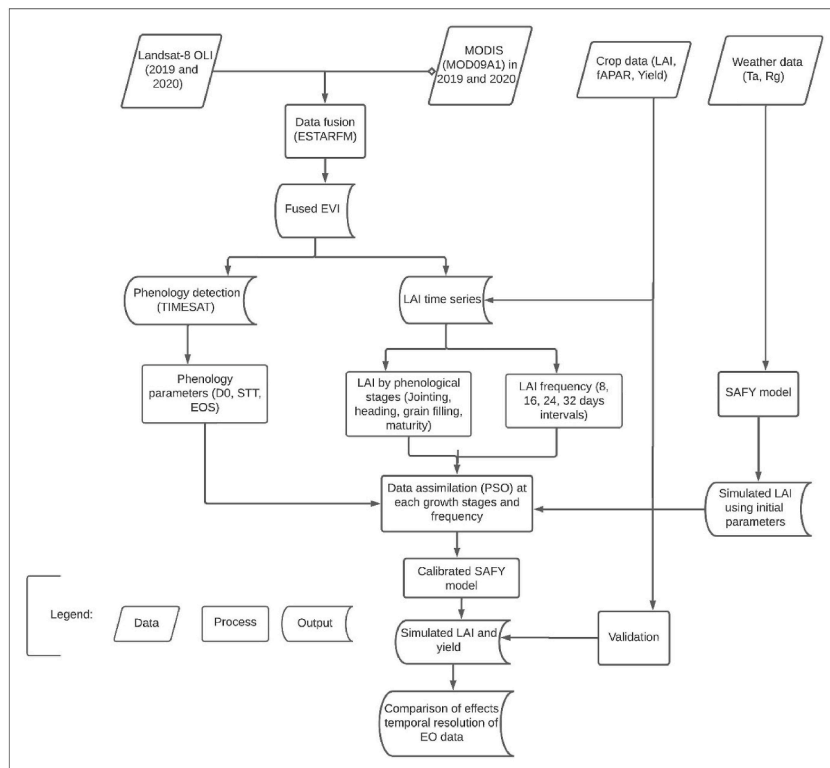 Landsat-8 OLI
(2019 and
2020)
MODIS
(MOD09A1) in
2019 and 2020
Crop data (LAI,
fAPAR, Yield)
Weather data
(Ta, Rg)
Data fusion
(ESTARFM)
Fused EVI
Phenology detection
(TIMESAT)
LAI time series
Phenology
parameters (D0, STT,
EOS)
LAI by phenological
stages (Jointing,
heading, grain filling,
maturity)
LAI frequency (8,
16, 24, 32 days
intervals)
SAFY model
Data assimilation (PSO) at
each growth stages and
frequency
Simulated LAI
using initial
parameters
Calibrated SAFY
model
Legend:
Data
Process
Output
Simulated LAI and
yield
Validation
Comparison of effects
temporal resolution of
EO data